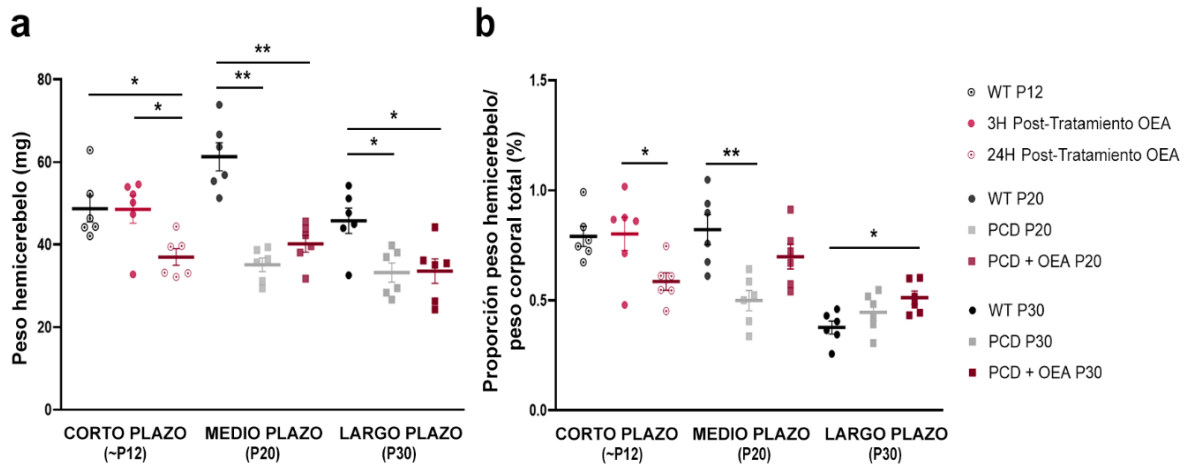 a
Peso hemicerebelo (mg)
80
60
40
20
0
*
*
**
**
*
*
CORTO PLAZO
(~P12)
MEDIO PLAZO
(P20)
LARGO PLAZO
(P30)
b
Proporción peso hemicerebelo/
peso corporal total (%)
1.5
1.0
0.5
0.0
*
**
*
CORTO PLAZO
(~P12)
MEDIO PLAZO
(P20)
LARGO PLAZO
(P30)
WT P12
3H Post-Tratamiento OEA
24H Post-Tratamiento OEA
WT P20
PCD P20
PCD + OEA P20
WT P30
PCD P30
PCD + OEA P30